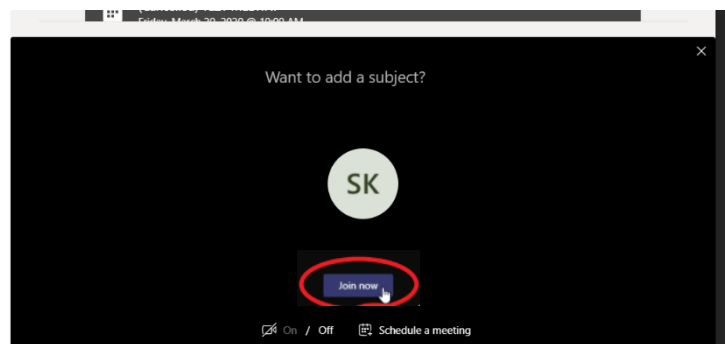 Friday, March 20, 2020 @ 10:00 AM
Want to add a subject?
SK
Join now
On / Off
Schedule a meeting